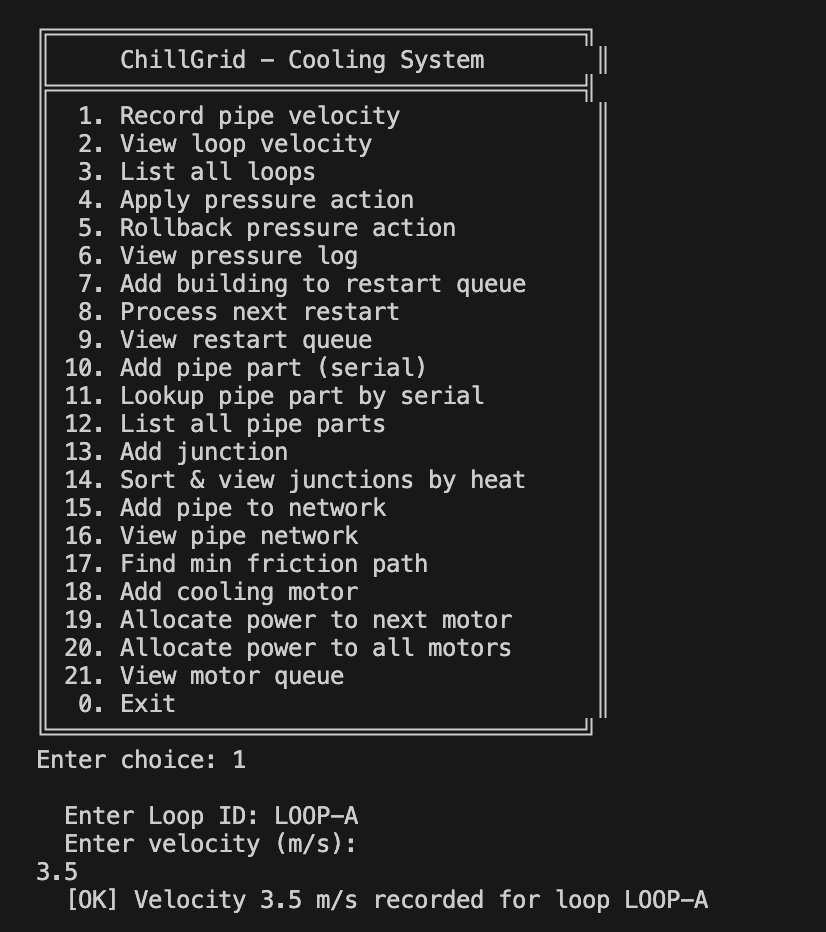 ChillGrid – Cooling System
1. Record pipe velocity
2. View loop velocity
3. List all loops
4. Apply pressure action
5. Rollback pressure action
6. View pressure log
7. Add building to restart queue
8. Process next restart
9. View restart queue
10. Add pipe part (serial)
11. Lookup pipe part by serial
12. List all pipe parts
13. Add junction
14. Sort & view junctions by heat
15. Add pipe to network
16. View pipe network
17. Find min friction path
18. Add cooling motor
19. Allocate power to next motor
20. Allocate power to all motors
21. View motor queue
0. Exit
Enter choice: 1
Enter Loop ID: LOOP-A
Enter velocity (m/s):
3.5
[OK] Velocity 3.5 m/s recorded for loop LOOP-A